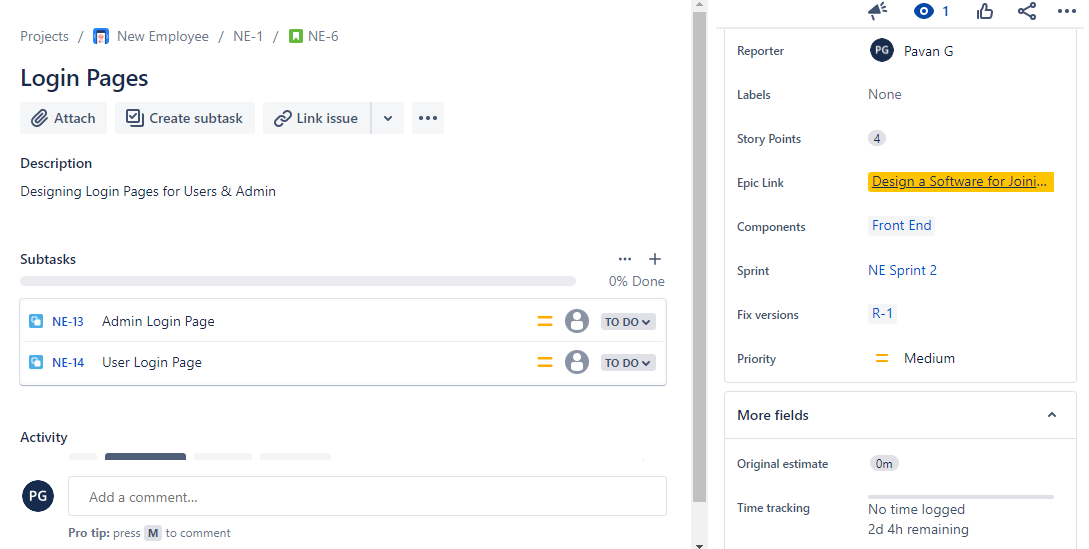 Projects / New Employee / NE-1 / NE-6
Login Pages
Attach Create subtask Link issue
Description
Designing Login Pages for Users & Admin
Subtasks
0% Done
NE-13 Admin Login Page TO DO
NE-14 User Login Page TO DO
Activity
PG Add a comment...
Pro tip: press M to comment
1
Reporter PG Pavan G
Labels None
Story Points 4
Epic Link Design a Software for Joini...
Components Front End
Sprint NE Sprint 2
Fix versions R-1
Priority Medium
More fields
Original estimate 0m
Time tracking No time logged
2d 4h remaining